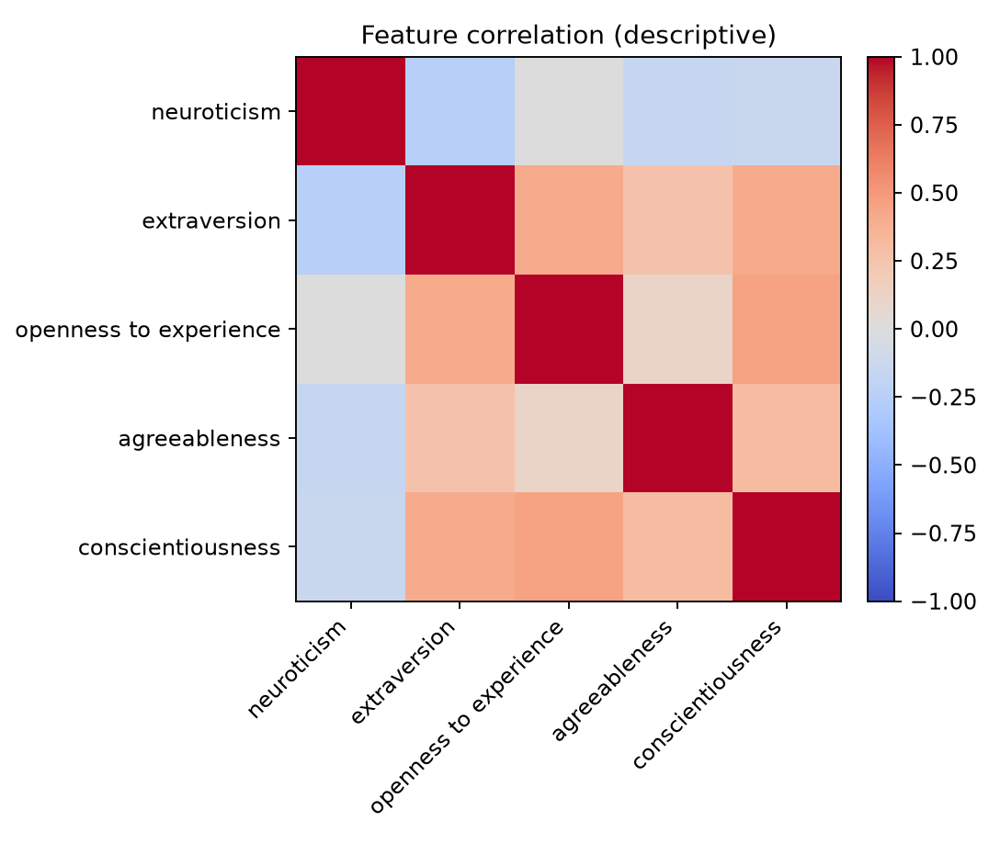 Feature correlation (descriptive)
neuroticism
extraversion
openness to experience
agreeableness
conscientiousness
neuroticism
extraversion
openness to experience
agreeableness
conscientiousness
1.00
0.75
0.50
0.25
0.00
−0.25
−0.50
−0.75
−1.00